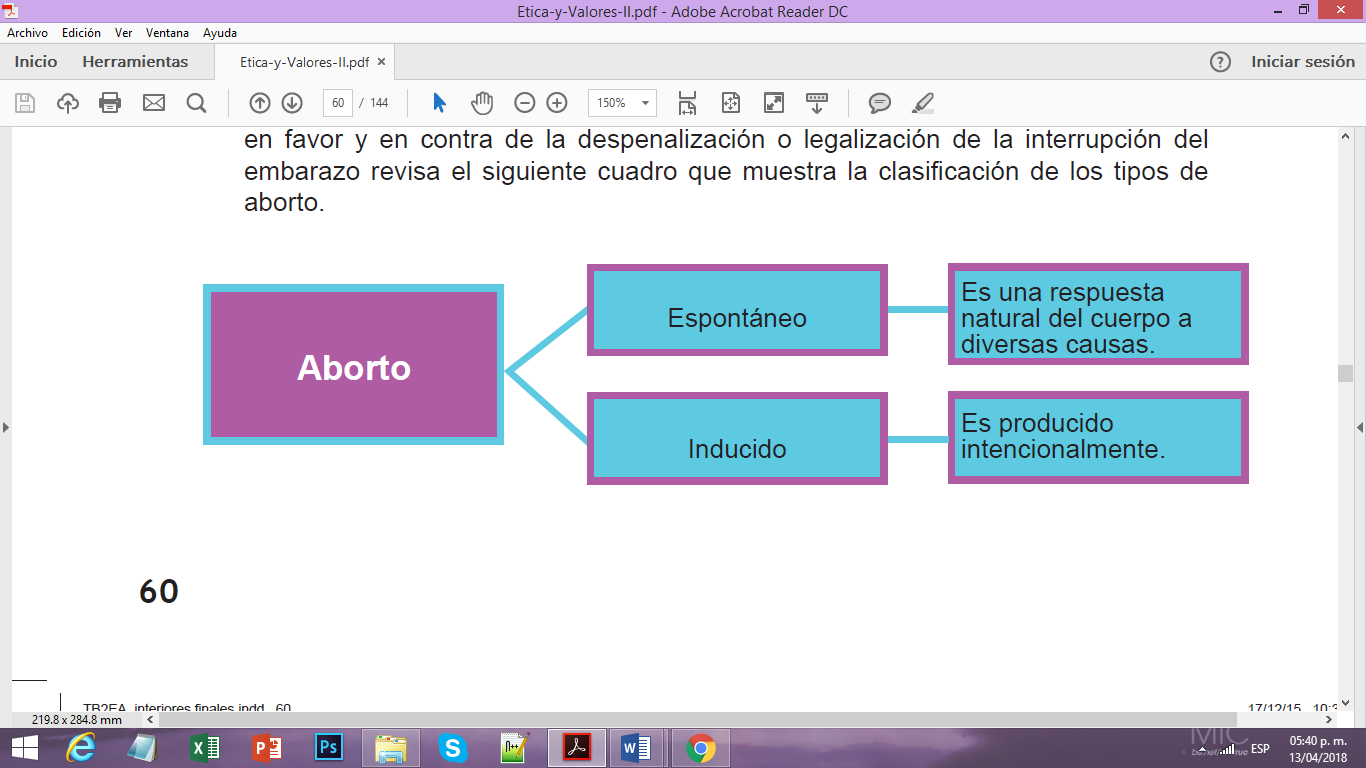 Etica-y-Valores-II.pdf - Adobe Acrobat Reader DC
Archivo Edición Ver Ventana Ayuda
Inicio Herramientas Etica-y-Valores-II.pdf × Iniciar sesión
60 / 144 150%
en favor y en contra de la despenalización o legalización de la interrupción del
embarazo revisa el siguiente cuadro que muestra la clasificación de los tipos de
aborto.
Aborto
Espontáneo
Es una respuesta
natural del cuerpo a
diversas causas.
Inducido
Es producido
intencionalmente.
60
TB2EA interiores finales.indd 60 17/12/15
219.8 x 284.8 mm
ESP
05:40 p. m.
13/04/2018